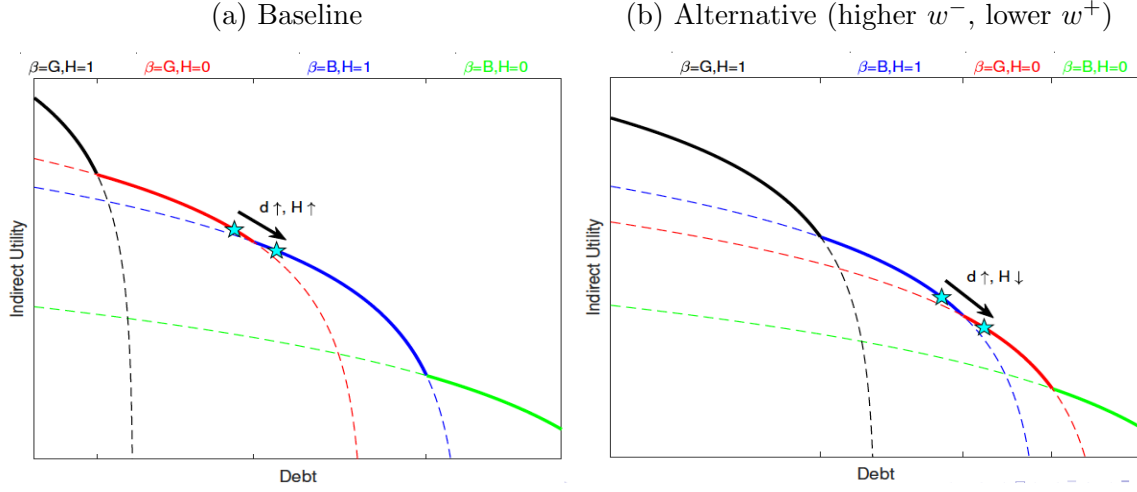 (a) Baseline
β=G,H=1 β=G,H=0 β=B,H=1 β=B,H=0
d ↑, H ↑
Indirect Utility
Debt
(b) Alternative (higher w⁻, lower w⁺)
β=G,H=1 β=B,H=1 β=G,H=0 β=B,H=0
d ↑, H ↓
Indirect Utility
Debt